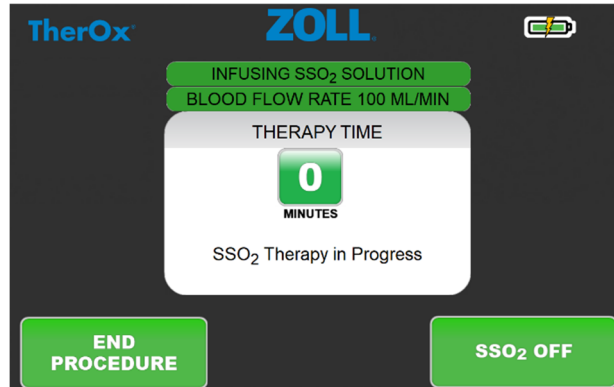 TherOx®
ZOLL®
INFUSING SSO₂ SOLUTION
BLOOD FLOW RATE 100 ML/MIN
THERAPY TIME
0
MINUTES
SSO₂ Therapy in Progress
END
PROCEDURE
SSO₂ OFF